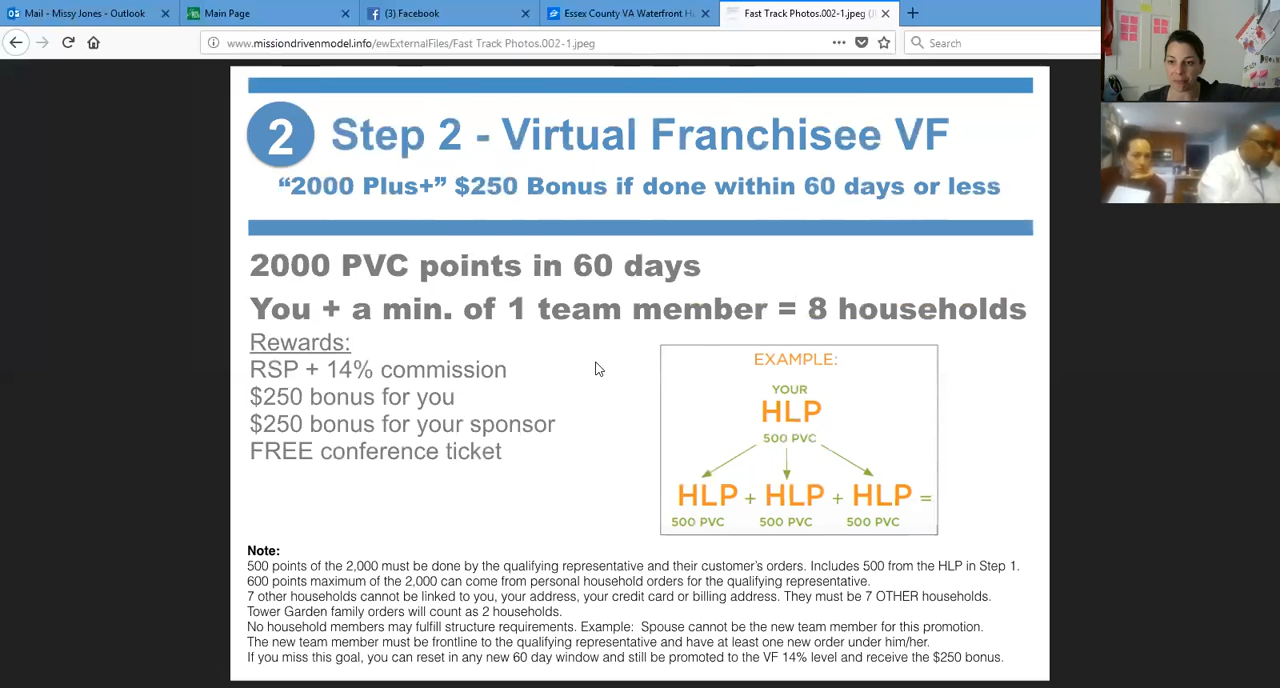 Mail - Missy Jones - Outlook
Main Page
(3) Facebook
Essex County VA Waterfront H
Fast Track Photos.002-1.jpeg (J
www.missiondrivenmodel.info/ewExternalFiles/Fast Track Photos.002-1.jpeg
Search
2 Step 2 - Virtual Franchisee VF
“2000 Plus+” $250 Bonus if done within 60 days or less
2000 PVC points in 60 days
You + a min. of 1 team member = 8 households
Rewards:
RSP + 14% commission
$250 bonus for you
$250 bonus for your sponsor
FREE conference ticket
EXAMPLE:
YOUR
HLP
500 PVC
HLP + HLP + HLP =
500 PVC 500 PVC 500 PVC
Note:
500 points of the 2,000 must be done by the qualifying representative and their customer's orders. Includes 500 from the HLP in Step 1.
600 points maximum of the 2,000 can come from personal household orders for the qualifying representative.
7 other households cannot be linked to you, your address, your credit card or billing address. They must be 7 OTHER households.
Tower Garden family orders will count as 2 households.
No household members may fulfill structure requirements. Example: Spouse cannot be the new team member for this promotion.
The new team member must be frontline to the qualifying representative and have at least one new order under him/her.
If you miss this goal, you can reset in any new 60 day window and still be promoted to the VF 14% level and receive the $250 bonus.